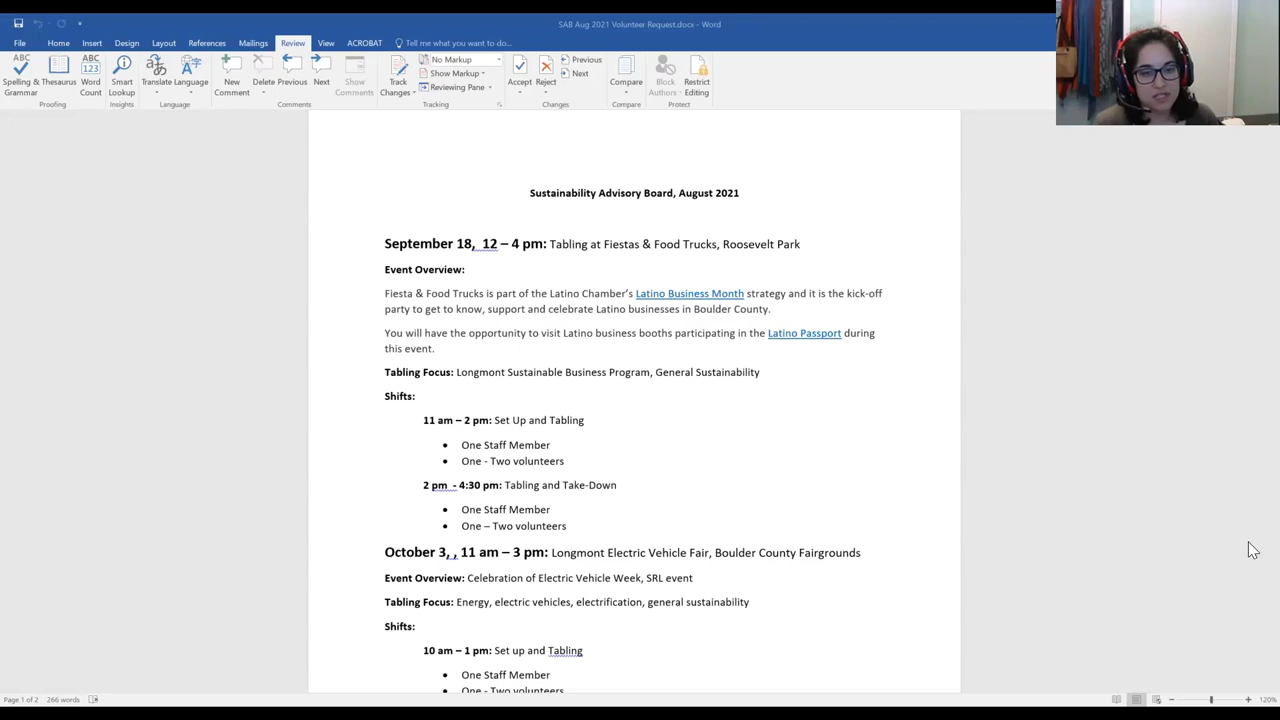 SAB Aug 2021 Volunteer Request.docx - Word
File Home Insert Design Layout References Mailings Review View ACROBAT Tell me what you want to do...
ABC
Spelling & Grammar
Thesaurus
ABC 123
Word Count
Smart Lookup
Translate
Language
New Comment
Delete
Previous
Next
Show Comments
Track Changes
No Markup
Show Markup
Reviewing Pane
Accept
Reject
Previous
Next
Compare
Block Authors
Restrict Editing
Proofing Insights Language Comments Tracking Changes Compare Protect
Sustainability Advisory Board, August 2021
September 18, 12 – 4 pm: Tabling at Fiestas & Food Trucks, Roosevelt Park
Event Overview:
Fiesta & Food Trucks is part of the Latino Chamber's Latino Business Month strategy and it is the kick-off
party to get to know, support and celebrate Latino businesses in Boulder County.
You will have the opportunity to visit Latino business booths participating in the Latino Passport during
this event.
Tabling Focus: Longmont Sustainable Business Program, General Sustainability
Shifts:
11 am – 2 pm: Set Up and Tabling
• One Staff Member
• One - Two volunteers
2 pm - 4:30 pm: Tabling and Take-Down
• One Staff Member
• One – Two volunteers
October 3, , 11 am – 3 pm: Longmont Electric Vehicle Fair, Boulder County Fairgrounds
Event Overview: Celebration of Electric Vehicle Week, SRL event
Tabling Focus: Energy, electric vehicles, electrification, general sustainability
Shifts:
10 am – 1 pm: Set up and Tabling
• One Staff Member
• One - Two volunteers
Page 1 of 2 266 words 120%